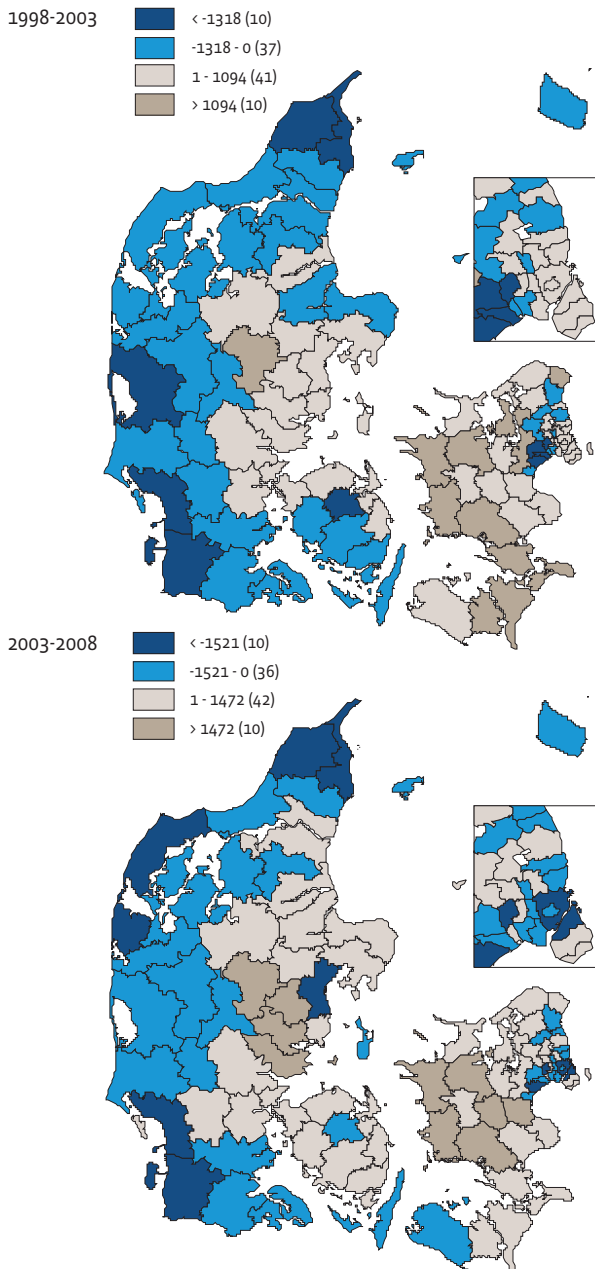 1998-2003
< -1318 (10)
-1318 - 0 (37)
1 - 1094 (41)
> 1094 (10)
2003-2008
< -1521 (10)
-1521 - 0 (36)
1 - 1472 (42)
> 1472 (10)